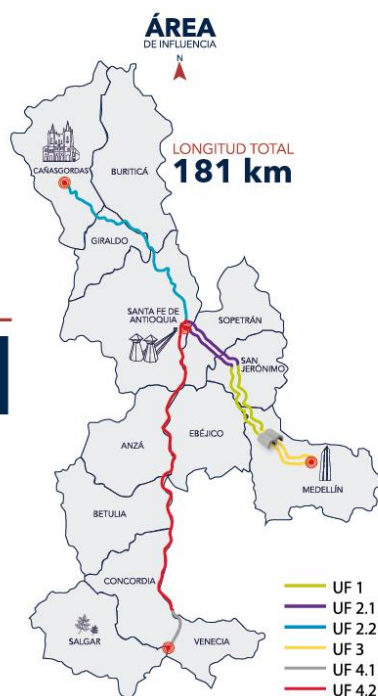 ÁREA
DE INFLUENCIA
N
LONGITUD TOTAL
181 km
CAÑASGORDAS
BURITICÁ
GIRALDO
SANTA FE DE
ANTIOQUIA
SOPETRÁN
SAN
JERÓNIMO
EBÉJICO
ANZÁ
MEDELLÍN
BETULIA
CONCORDIA
SALGAR
VENECIA
UF 1
UF 2.1
UF 2.2
UF 3
UF 4.1
UF 4.2